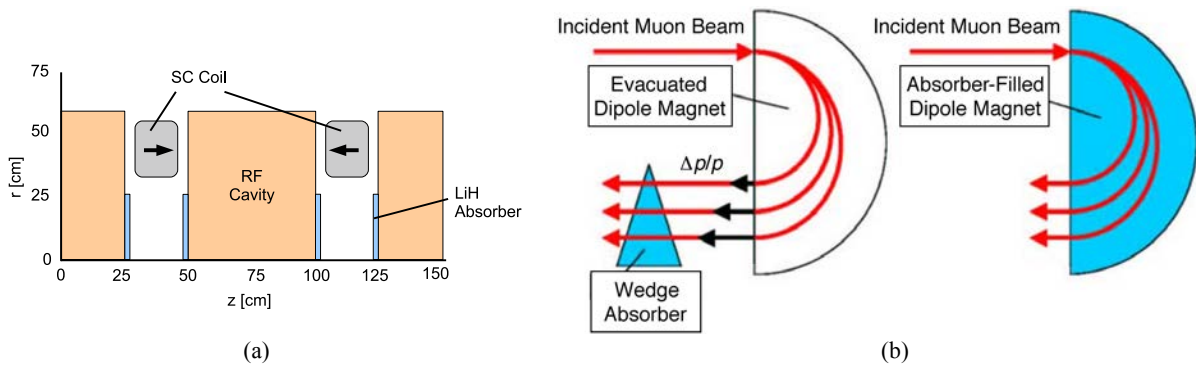 75
50
25
0
r [cm]
SC Coil
RF
Cavity
LiH
Absorber
0 25 50 75 100 125 150
z [cm]
(a)
Incident Muon Beam
Evacuated
Dipole Magnet
Δp/p
Wedge
Absorber
Incident Muon Beam
Absorber-Filled
Dipole Magnet
(b)